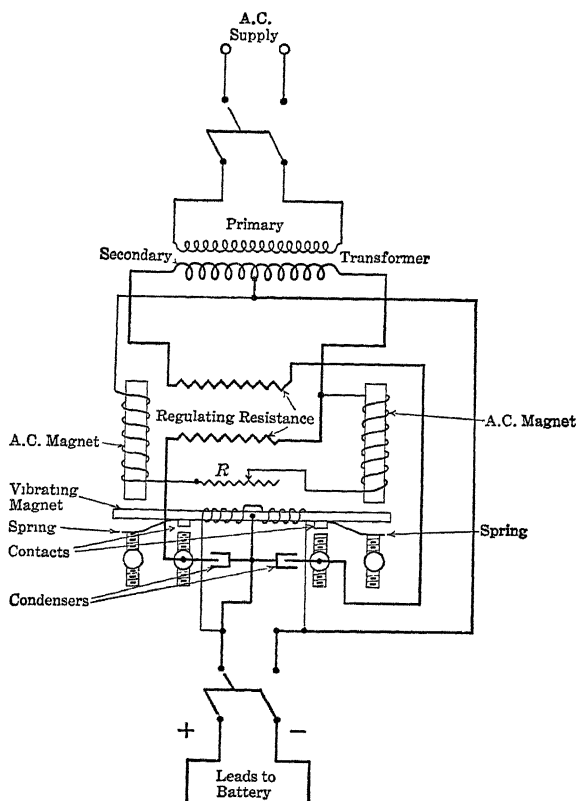 A.C.
Supply
Primary
Secondary
Transformer
Regulating Resistance
A.C. Magnet
A.C. Magnet
R
Vibrating
Magnet
Spring
Spring
Contacts
Condensers
+
−
Leads to
Battery